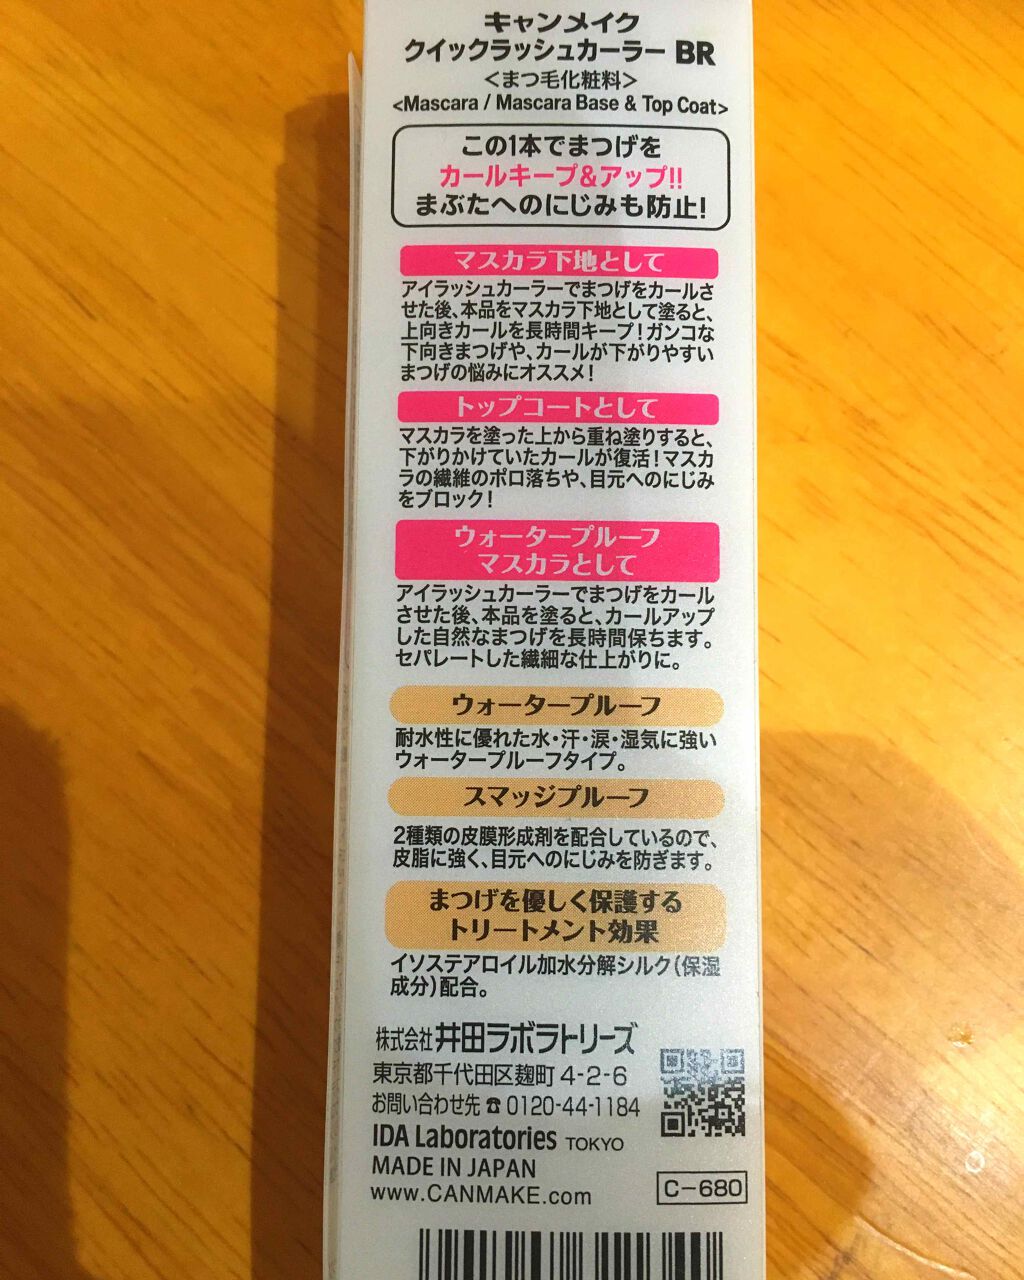 キャンメイク
クイックラッシュカーラー BR
<まつ毛化粧料>
<Mascara / Mascara Base & Top Coat>
この1本でまつげを
カールキープ&アップ!!
まぶたへのにじみも防止!
マスカラ下地として
アイラッシュカーラーでまつげをカールさ
せた後、本品をマスカラ下地として塗ると、
上向きカールを長時間キープ!ガンコな
下向きまつげや、カールが下がりやすい
まつげの悩みにオススメ!
トップコートとして
マスカラを塗った上から重ね塗りすると、
下がりかけていたカールが復活!マスカ
ラの繊維のポロ落ちや、目元へのにじみ
をブロック!
ウォータープルーフ
マスカラとして
アイラッシュカーラーでまつげをカール
させた後、本品を塗ると、カールアップ
した自然なまつげを長時間保ちます。
セパレートした繊細な仕上がりに。
ウォータープルーフ
耐水性に優れた水・汗・涙・湿気に強い
ウォータープルーフタイプ。
スマッジプルーフ
2種類の皮膜形成剤を配合しているので、
皮脂に強く、目元へのにじみを防ぎます。
まつげを優しく保護する
トリートメント効果
イソステアロイル加水分解シルク(保湿
成分)配合。
株式会社 井田ラボラトリーズ
東京都千代田区麹町 4-2-6
お問い合わせ先 ☎ 0120-44-1184
IDA Laboratories TOKYO
MADE IN JAPAN
www.CANMAKE.com
C-680